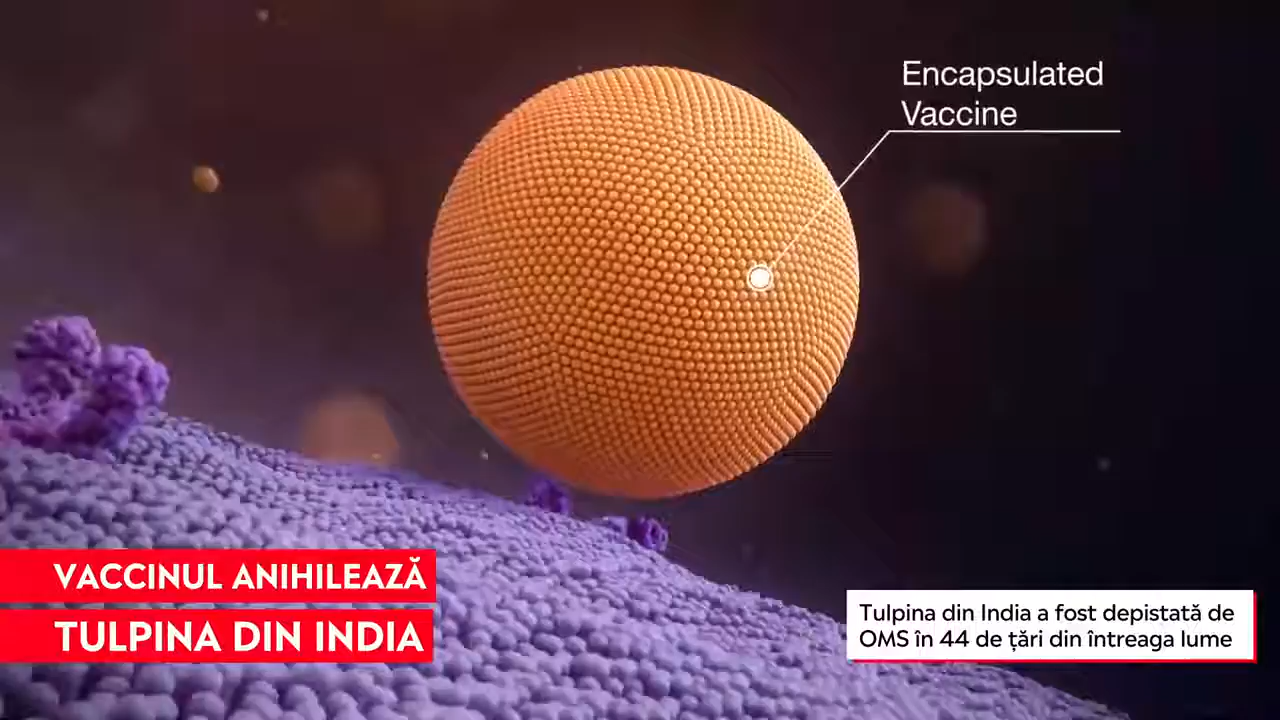 Encapsulated
Vaccine
VACCINUL ANIHILEAZĂ
TULPINA DIN INDIA
Tulpina din India a fost depistată de
OMS în 44 de țări din întreaga lume